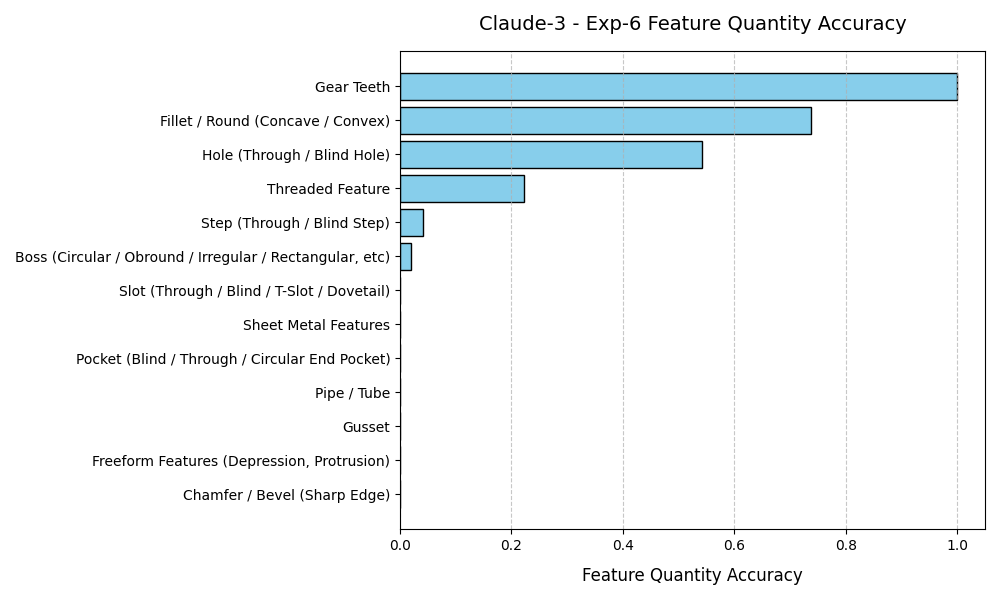 Claude-3 - Exp-6 Feature Quantity Accuracy
Gear Teeth
Fillet / Round (Concave / Convex)
Hole (Through / Blind Hole)
Threaded Feature
Step (Through / Blind Step)
Boss (Circular / Obround / Irregular / Rectangular, etc)
Slot (Through / Blind / T-Slot / Dovetail)
Sheet Metal Features
Pocket (Blind / Through / Circular End Pocket)
Pipe / Tube
Gusset
Freeform Features (Depression, Protrusion)
Chamfer / Bevel (Sharp Edge)
0.0 0.2 0.4 0.6 0.8 1.0
Feature Quantity Accuracy